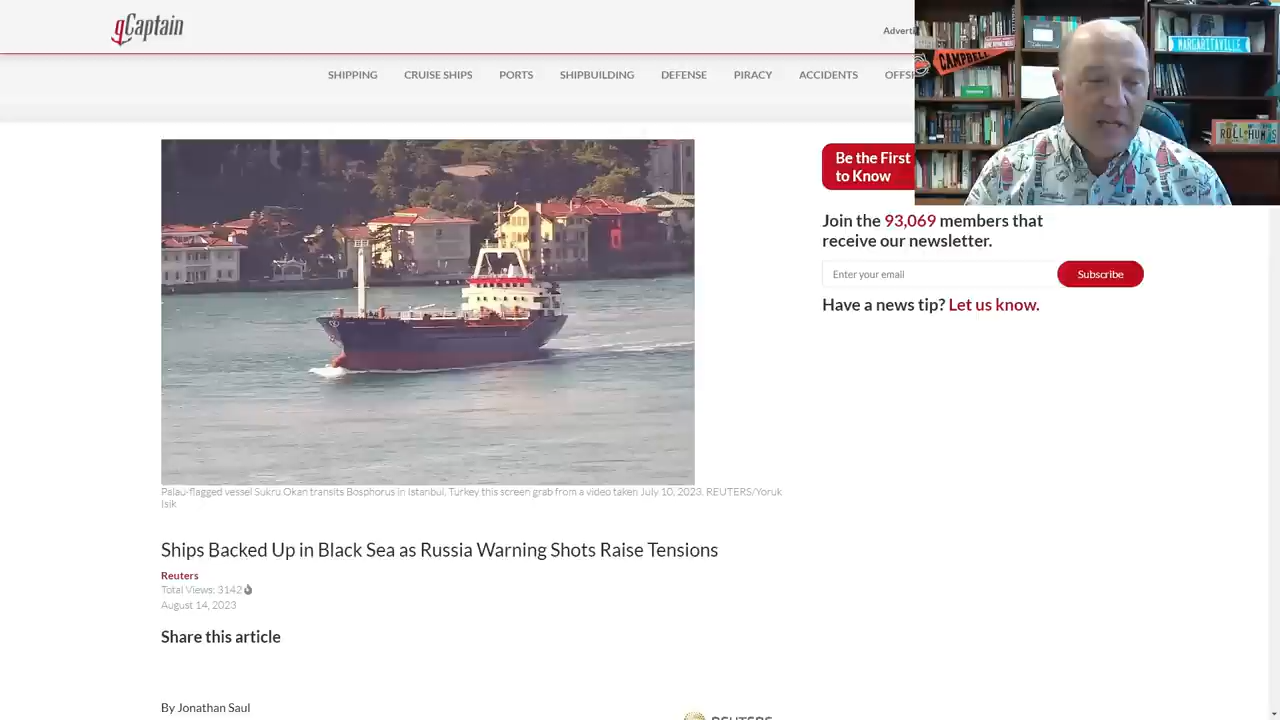 gCaptain
SHIPPING CRUISE SHIPS PORTS SHIPBUILDING DEFENSE PIRACY ACCIDENTS
CAMPBELL
MARGARITAVILLE
Be the First
to Know
Join the 93,069 members that
receive our newsletter.
Enter your email Subscribe
Have a news tip? Let us know.
Palau-flagged vessel Sukru Okan transits Bosphorus in Istanbul, Turkey this screen grab from a video taken July 10, 2023. REUTERS/Yoruk
Isik
Ships Backed Up in Black Sea as Russia Warning Shots Raise Tensions
Reuters
Total Views: 3142
August 14, 2023
Share this article
By Jonathan Saul
REUTERS